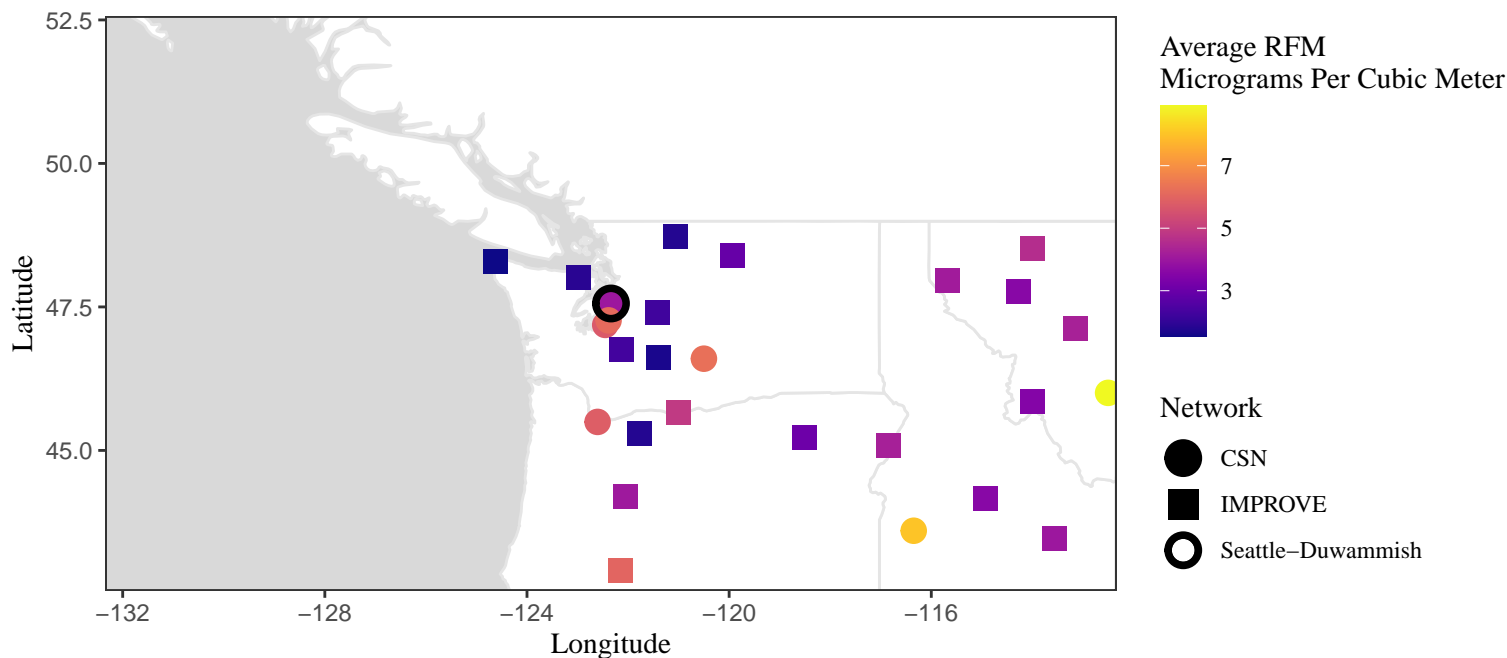 52.5
50.0
47.5
45.0
Latitude
−132
−128
−124
−120
−116
Longitude
Average RFM
Micrograms Per Cubic Meter
7
5
3
Network
CSN
IMPROVE
Seattle−Duwammish